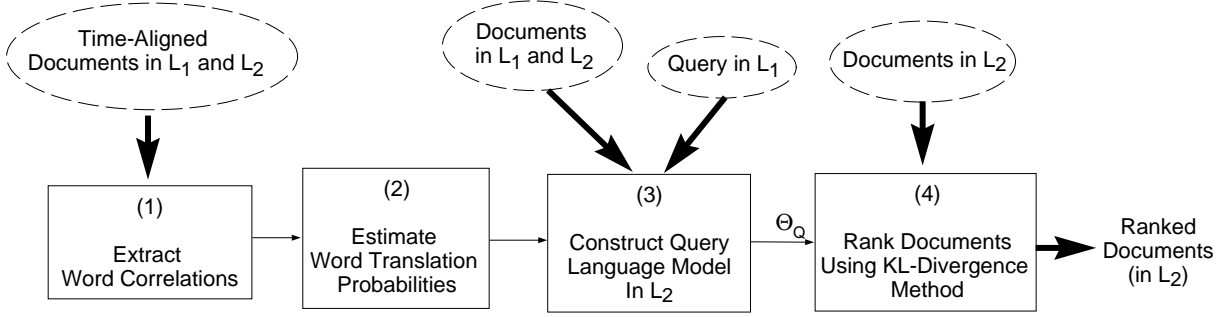 Time-Aligned
Documents in L₁ and L₂
Documents
in L₁ and L₂
Query in L₁
Documents in L₂
(1)
Extract
Word Correlations
(2)
Estimate
Word Translation
Probabilities
(3)
Construct Query
Language Model
In L₂
Θ_Q
(4)
Rank Documents
Using KL-Divergence
Method
Ranked
Documents
(in L₂)